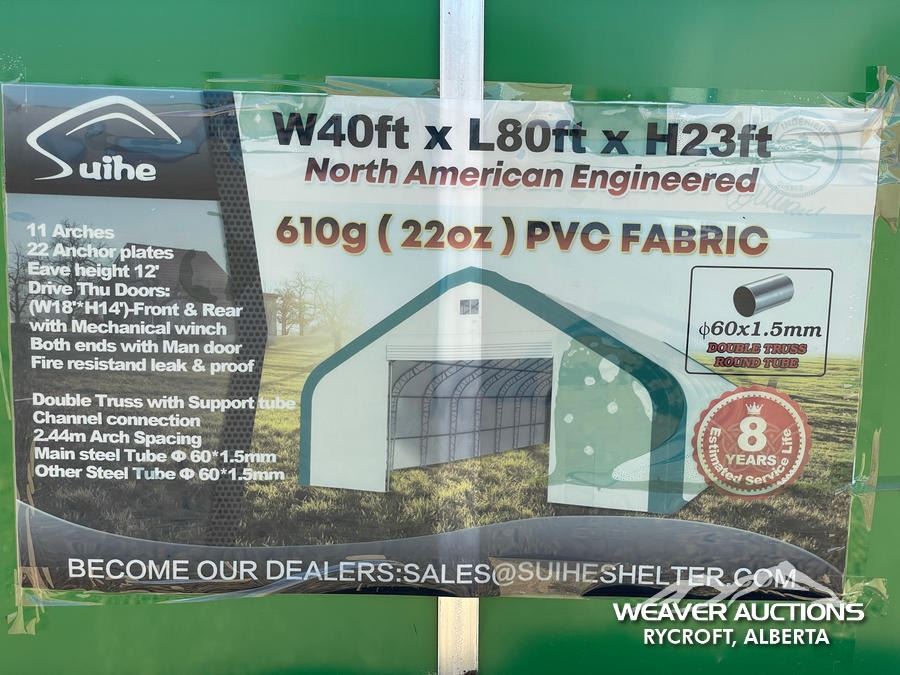 Suihe
W40ft x L80ft x H23ft
North American Engineered
610g ( 22oz ) PVC FABRIC
11 Arches
22 Anchor plates
Eave height 12'
Drive Thu Doors:
(W18'*H14')-Front & Rear
with Mechanical winch
Both ends with Man door
Fire resistand leak & proof
Double Truss with Support tube
Channel connection
2.44m Arch Spacing
Main steel Tube Φ 60*1.5mm
Other Steel Tube Φ 60*1.5mm
ϕ60x1.5mm
DOUBLE TRUSS
ROUND TUBE
8
YEARS
Estimated Service Life
BECOME OUR DEALERS:SALES@SUIHESHELTER.COM
WEAVER AUCTIONS
RYCROFT, ALBERTA